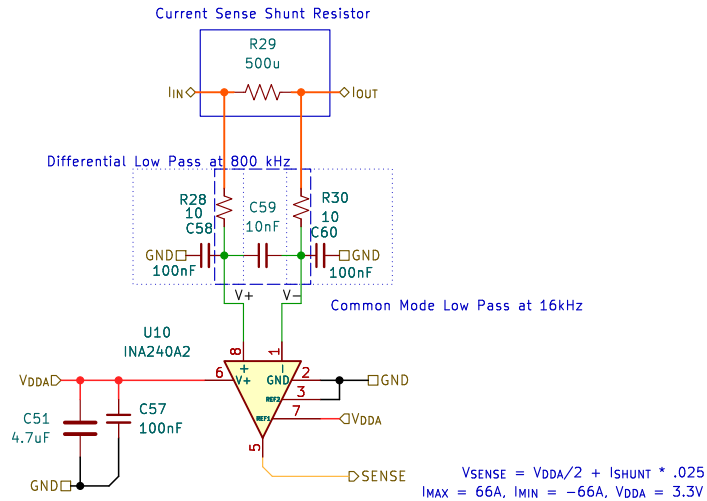 Current Sense Shunt Resistor
R29
500u
IIN
IOUT
Differential Low Pass at 800 kHz
R28
10
C58
C59
10nF
R30
10
C60
GND
100nF
GND
100nF
V+
V-
Common Mode Low Pass at 16kHz
U10
INA240A2
8
1
+
-
VDDA
6
V+
GND
2
GND
REF2
3
REF1
7
VDDA
C51
4.7uF
C57
100nF
5
GND
SENSE
VSENSE = VDDA/2 + ISHUNT * .025
IMAX = 66A, IMIN = -66A, VDDA = 3.3V